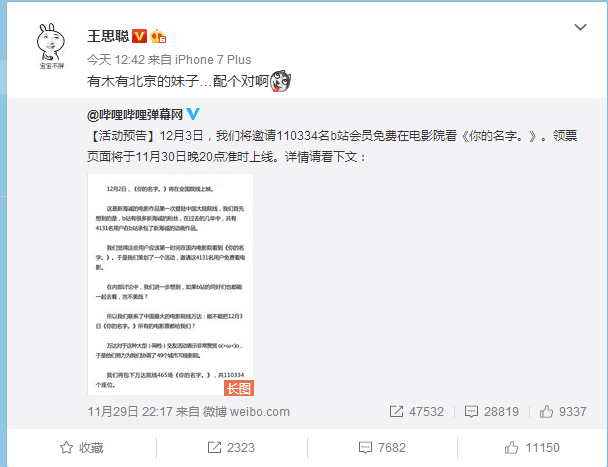 宝宝不胖
王思聪
今天 12:42 来自 iPhone 7 Plus
有木有北京的妹子…配个对啊
@哔哩哔哩弹幕网
【活动预告】12月3日，我们将邀请110334名b站会员免费在电影院看《你的名字。》。领票
页面将于11月30日晚20点准时上线。详情请看下文：
12月2日，《你的名字。》将在全国院线上映。
这是新海诚的电影作品第一次登陆中国大陆院线，我们首先
想到的是，b站有很多新海诚的粉丝，在过去的几年中，共有
4131名用户在b站承包了新海诚的动画作品。
我们觉得这些用户应该第一时间在国内电影院看到《你的名
字。》。于是我们策划了一个活动，邀请这4131名用户免费看电
影。
在内部讨论中，我们进一步想到，如果b站的同好们也都能
一起去看，岂不美哉？
所以我们联系了中国最大的电影院线万达：能不能把12月3
日《你的名字。》所有的电影票都给我们？
万达对于这种大型（-两性-）交友活动表示非常赞赏o(+ω+)o，
于是他们努力为我们协调了 49个城市70座影院。
我们将包下万达院线465场《你的名字。》，共110334
个座位。
长图
11月29日 22:17 来自 微博 weibo.com
47532
28819
9337
收藏
2323
7682
11150